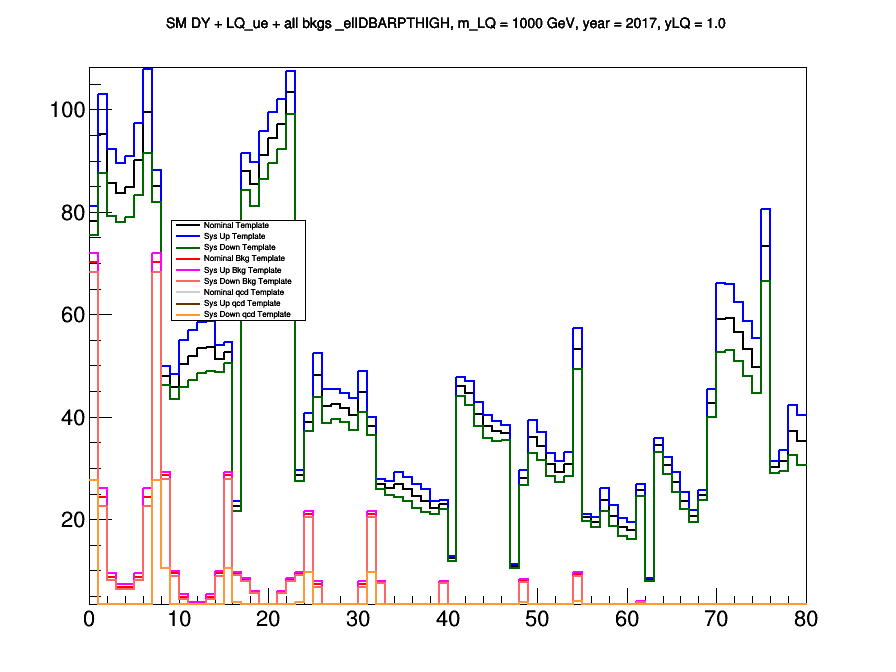 SM DY + LQ_ue + all bkgs _ellDBARPTHIGH, m_LQ = 1000 GeV, year = 2017, yLQ = 1.0
100
80
60
40
20
Nominal Template
Sys Up Template
Sys Down Template
Nominal Bkg Template
Sys Up Bkg Template
Sys Down Bkg Template
Nominal qcd Template
Sys Up qcd Template
Sys Down qcd Template
0 10 20 30 40 50 60 70 80